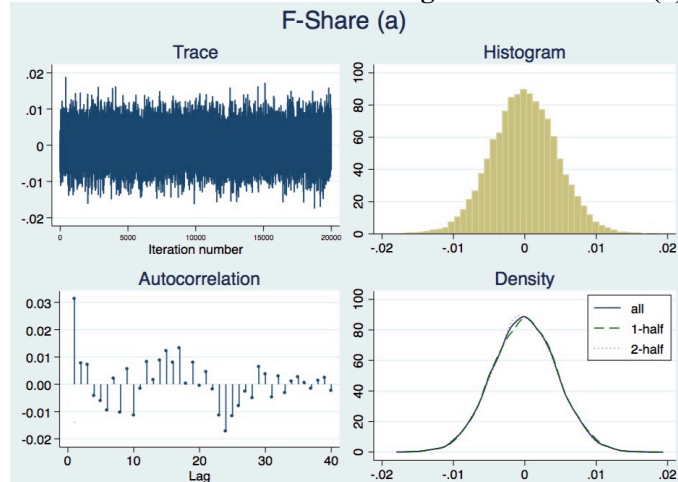 F-Share (a)
Trace
.02
.01
0
-.01
-.02
0 5000 10000 15000 20000
Iteration number
Histogram
100
80
60
40
20
0
-.02 -.01 0 .01 .02
Autocorrelation
0.03
0.02
0.01
0.00
-0.01
-0.02
0 10 20 30 40
Lag
Density
100
80
60
40
20
0
all
1-half
2-half
-.02 -.01 0 .01 .02